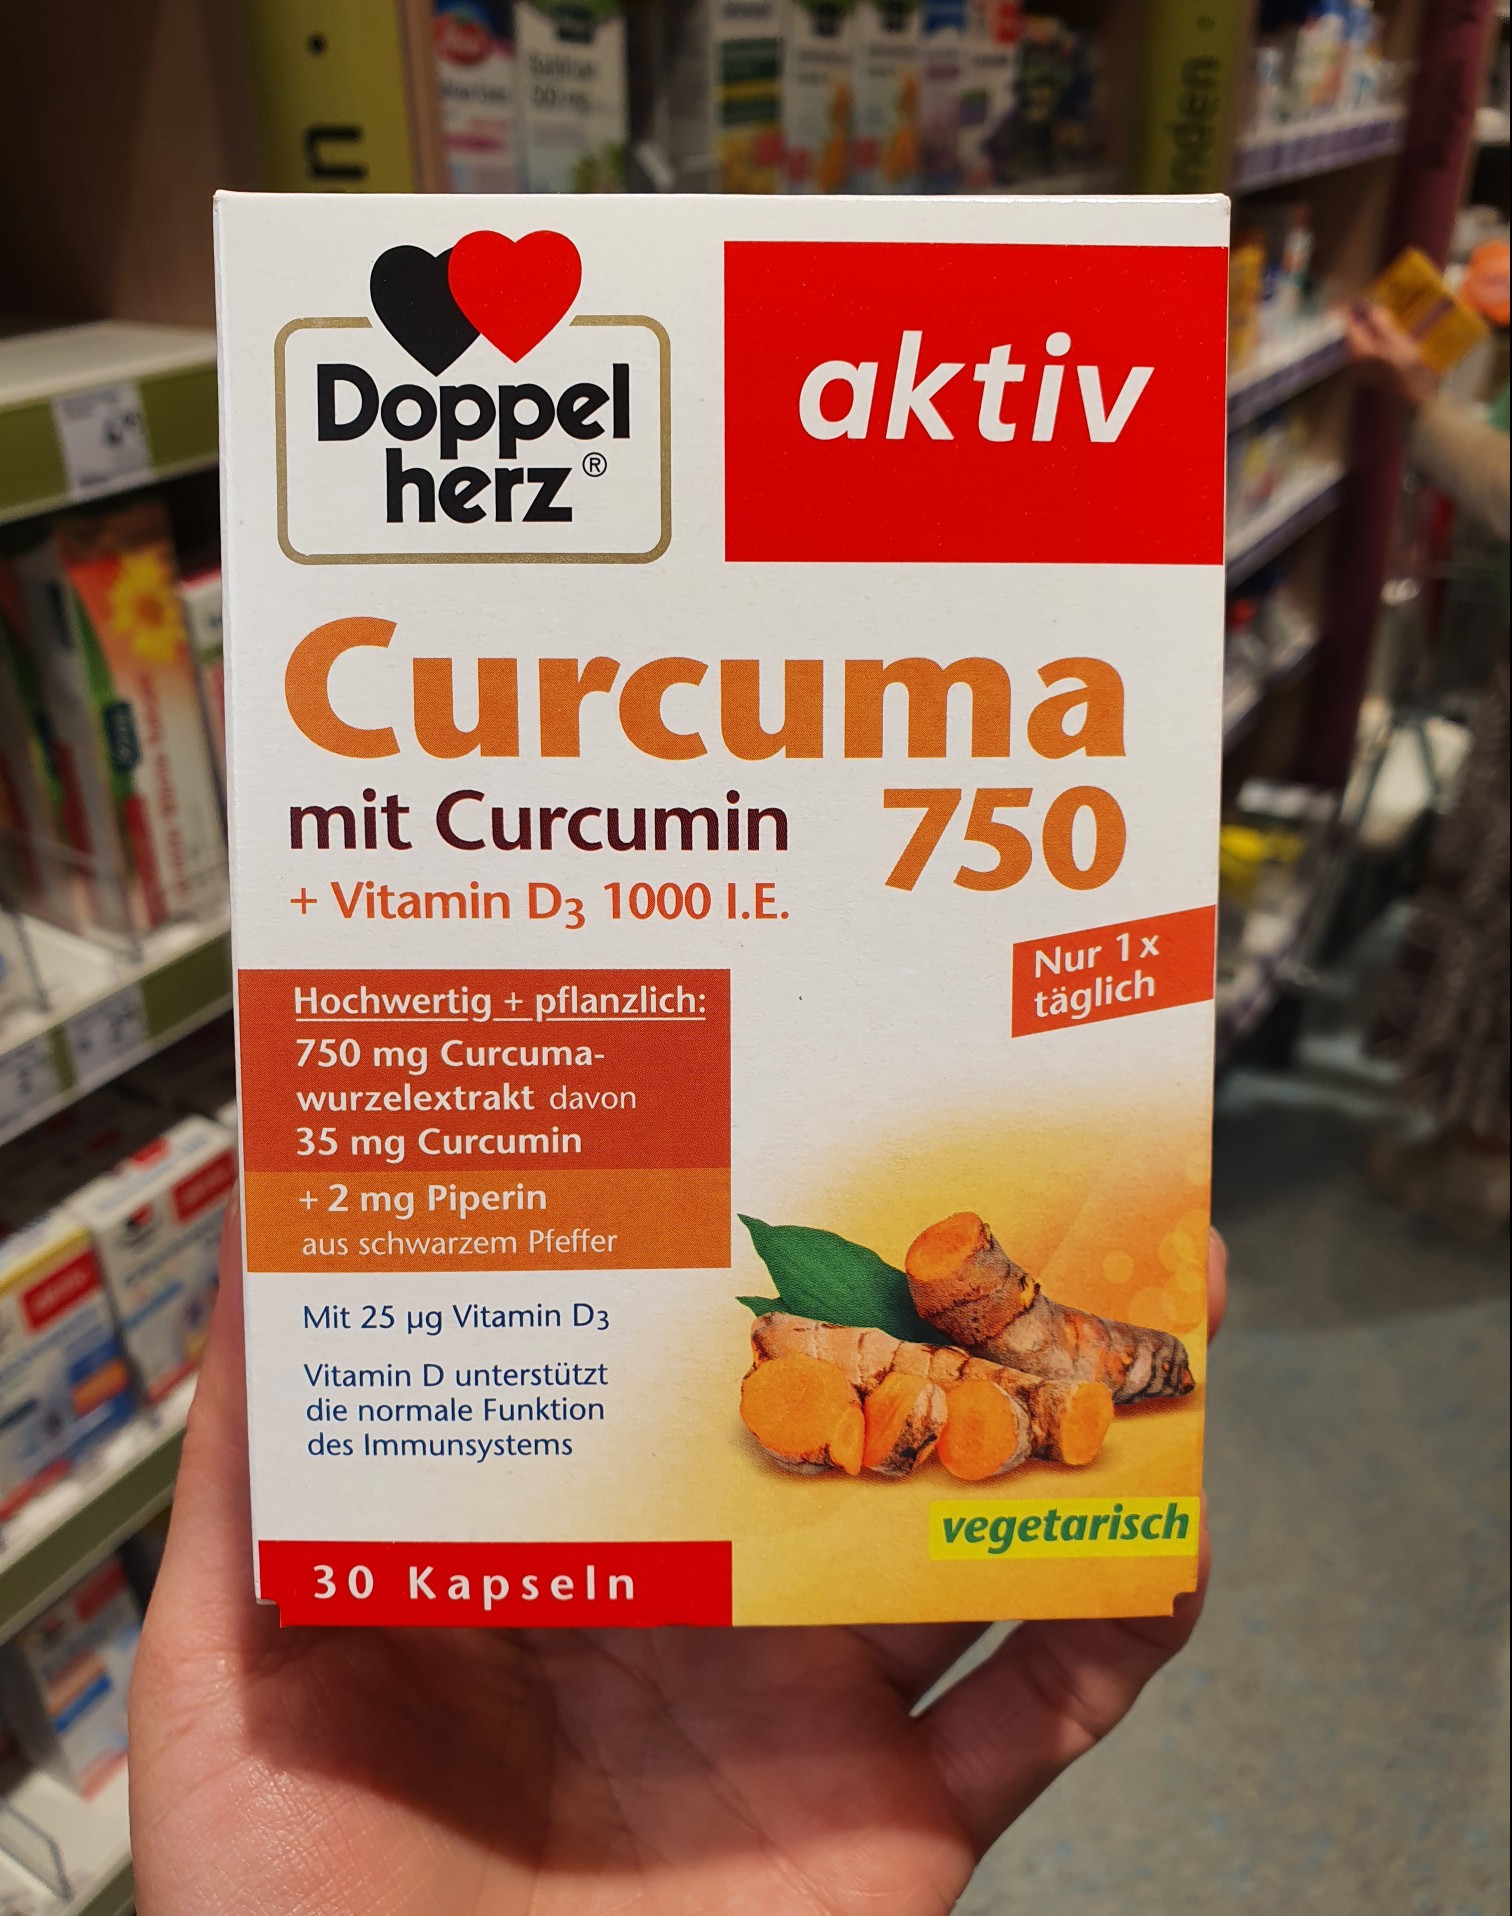 Doppel
herz®
aktiv
Curcuma
mit Curcumin
750
+ Vitamin D3 1000 I.E.
Nur 1x
täglich
Hochwertig + pflanzlich:
750 mg Curcuma-
wurzelextrakt davon
35 mg Curcumin
+ 2 mg Piperin
aus schwarzem Pfeffer
Mit 25 µg Vitamin D3
Vitamin D unterstützt
die normale Funktion
des Immunsystems
vegetarisch
30 Kapseln